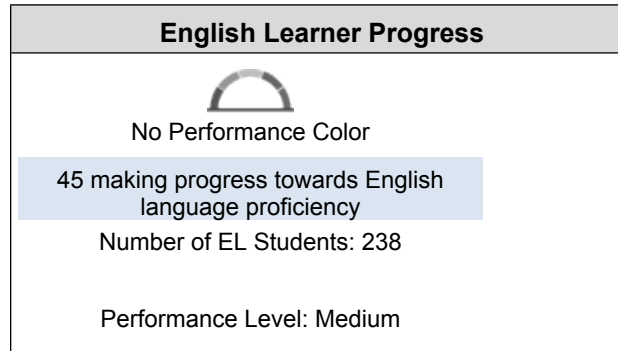 English Learner Progress
No Performance Color
45 making progress towards English
language proficiency
Number of EL Students: 238
Performance Level: Medium